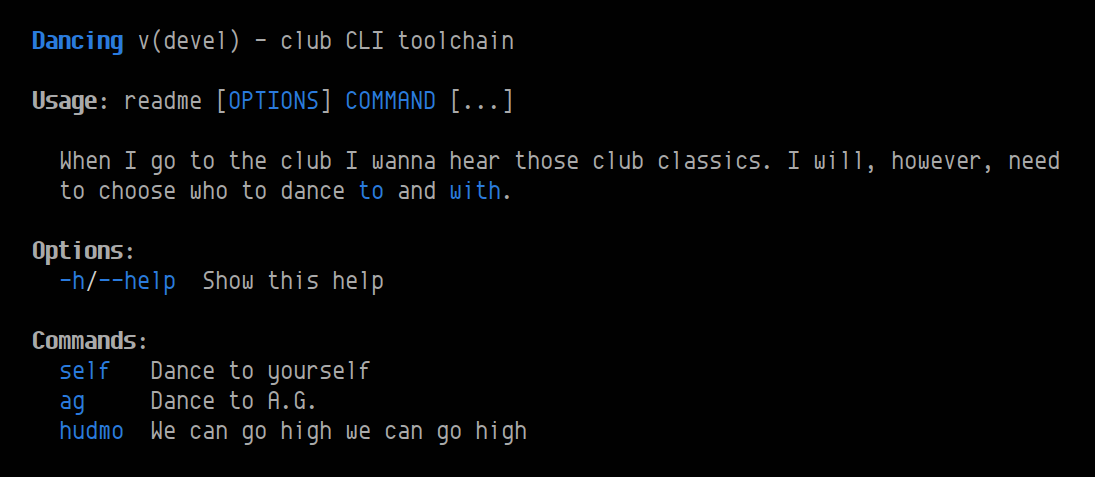 Dancing v(devel) - club CLI toolchain
Usage: readme [OPTIONS] COMMAND [...]
When I go to the club I wanna hear those club classics. I will, however, need
to choose who to dance to and with.
Options:
-h/--help  Show this help
Commands:
self   Dance to yourself
ag     Dance to A.G.
hudmo  We can go high we can go high